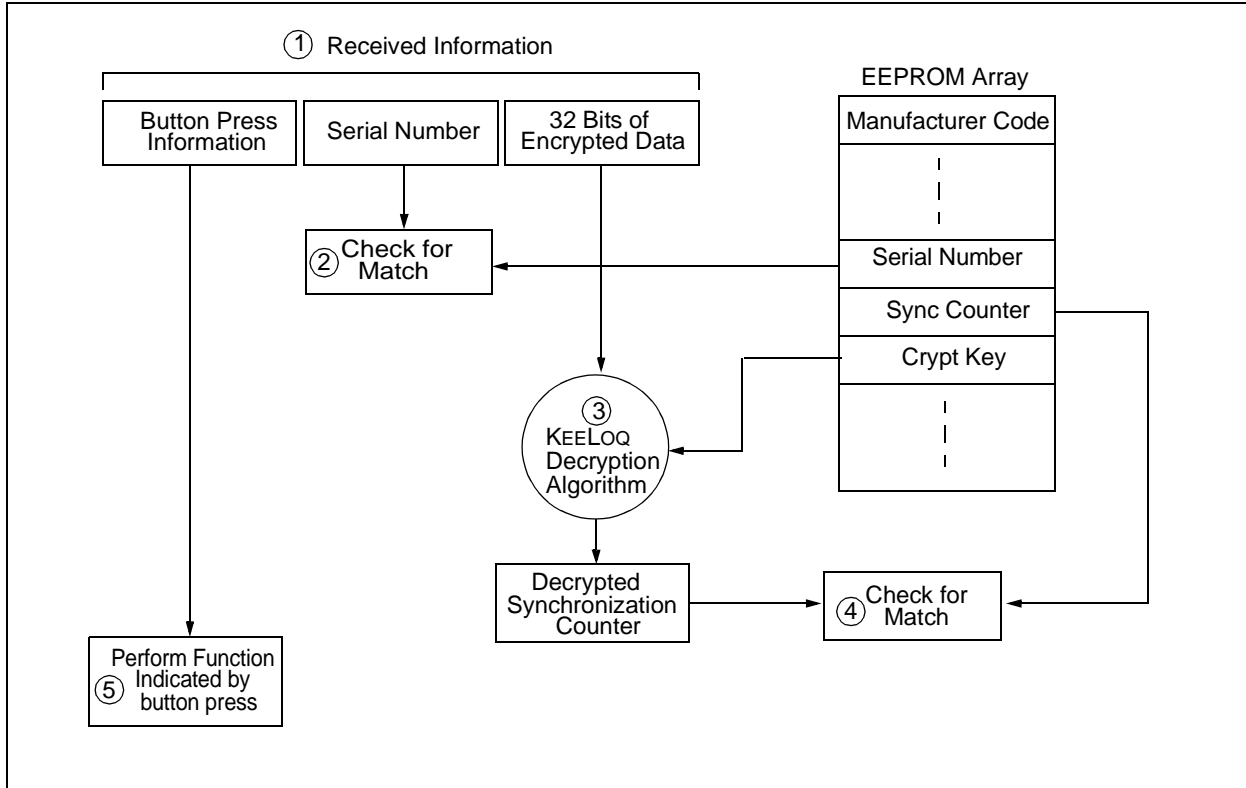 ① Received Information
EEPROM Array
Button Press
Information
Serial Number
32 Bits of
Encrypted Data
Manufacturer Code
② Check for
Match
Serial Number
Sync Counter
Crypt Key
③
KEELOQ
Decryption
Algorithm
Decrypted
Synchronization
Counter
④ Check for
Match
Perform Function
⑤ Indicated by
button press